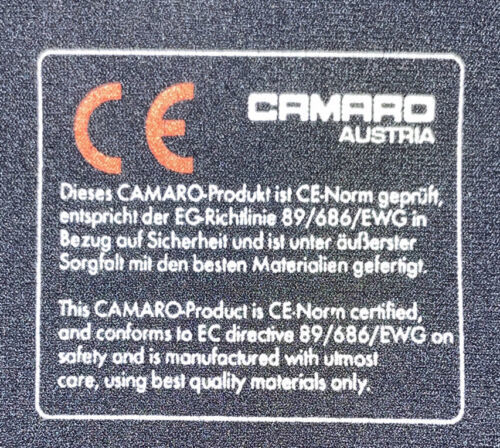 CE
CAMARO
AUSTRIA
Dieses CAMARO-Produkt ist CE-Norm geprüft,
entspricht der EG-Richtlinie 89/686/EWG in
Bezug auf Sicherheit und ist unter äußerster
Sorgfalt mit den besten Materialien gefertigt.
This CAMARO-Product is CE-Norm certified,
and conforms to EC directive 89/686/EWG on
safety and is manufactured with utmost
care, using best quality materials only.